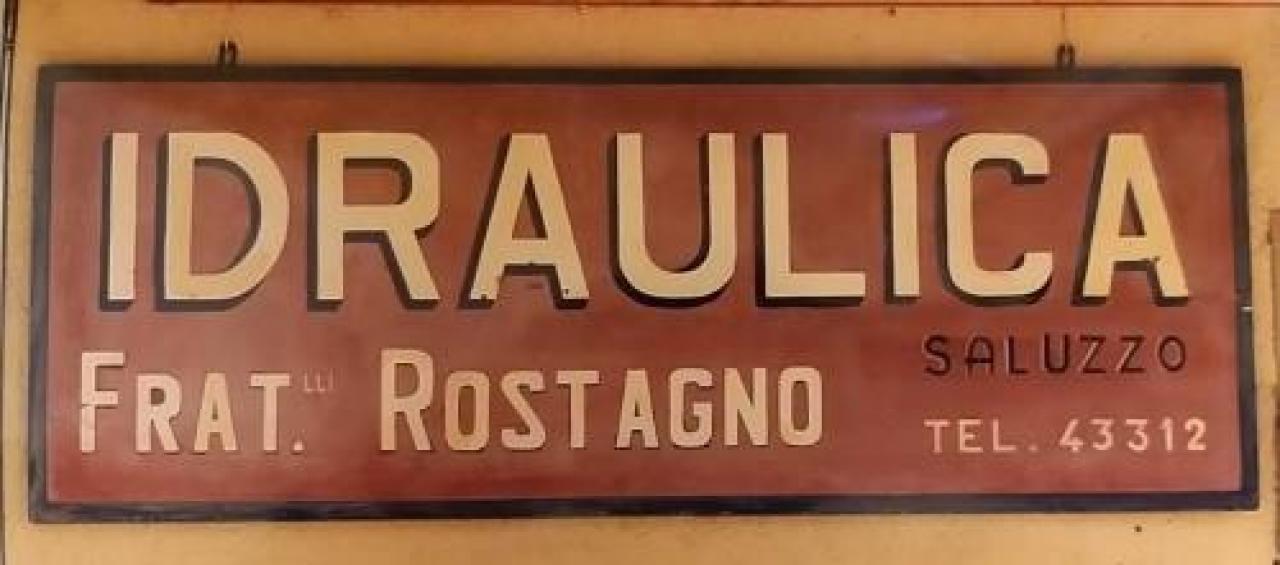 IDRAULICA
FRAT.LLI ROSTAGNO
SALUZZO
TEL. 43312